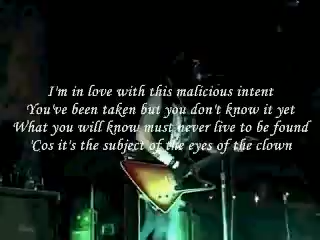 I'm in love with this malicious intent
You've been taken but you don't know it yet
What you will know must never live to be found
'Cos it's the subject of the eyes of the clown